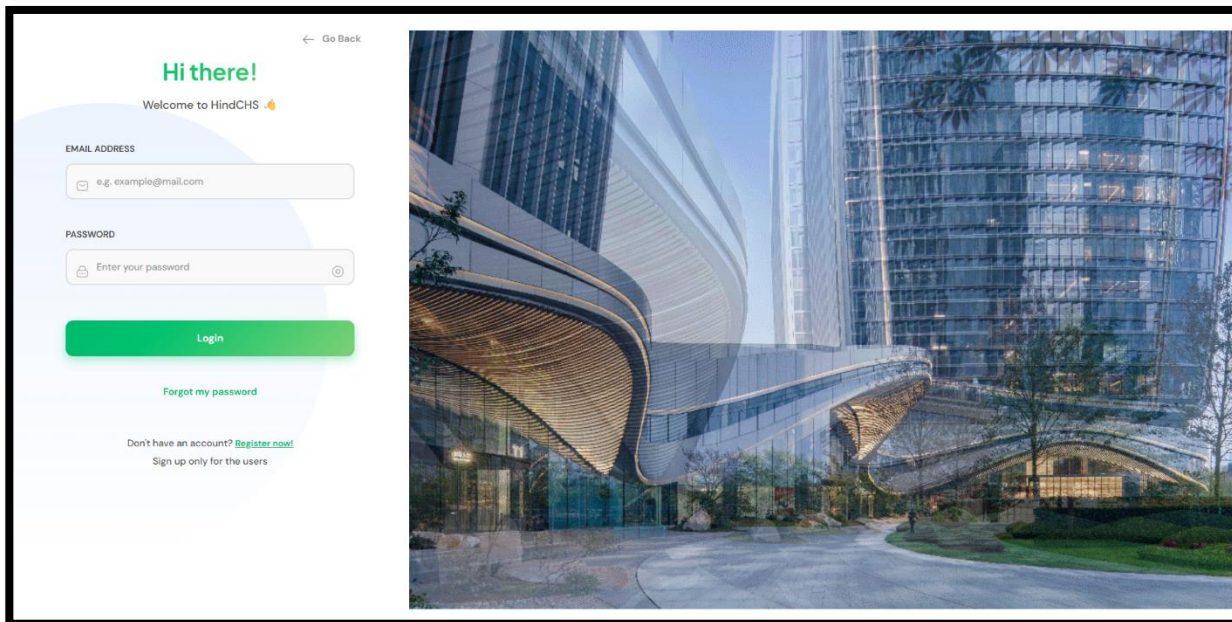 Go Back
Hi there!
Welcome to HindCHS
EMAIL ADDRESS
e.g. example@mail.com
PASSWORD
Enter your password
Login
Forgot my password
Don't have an account? Register now!
Sign up only for the users